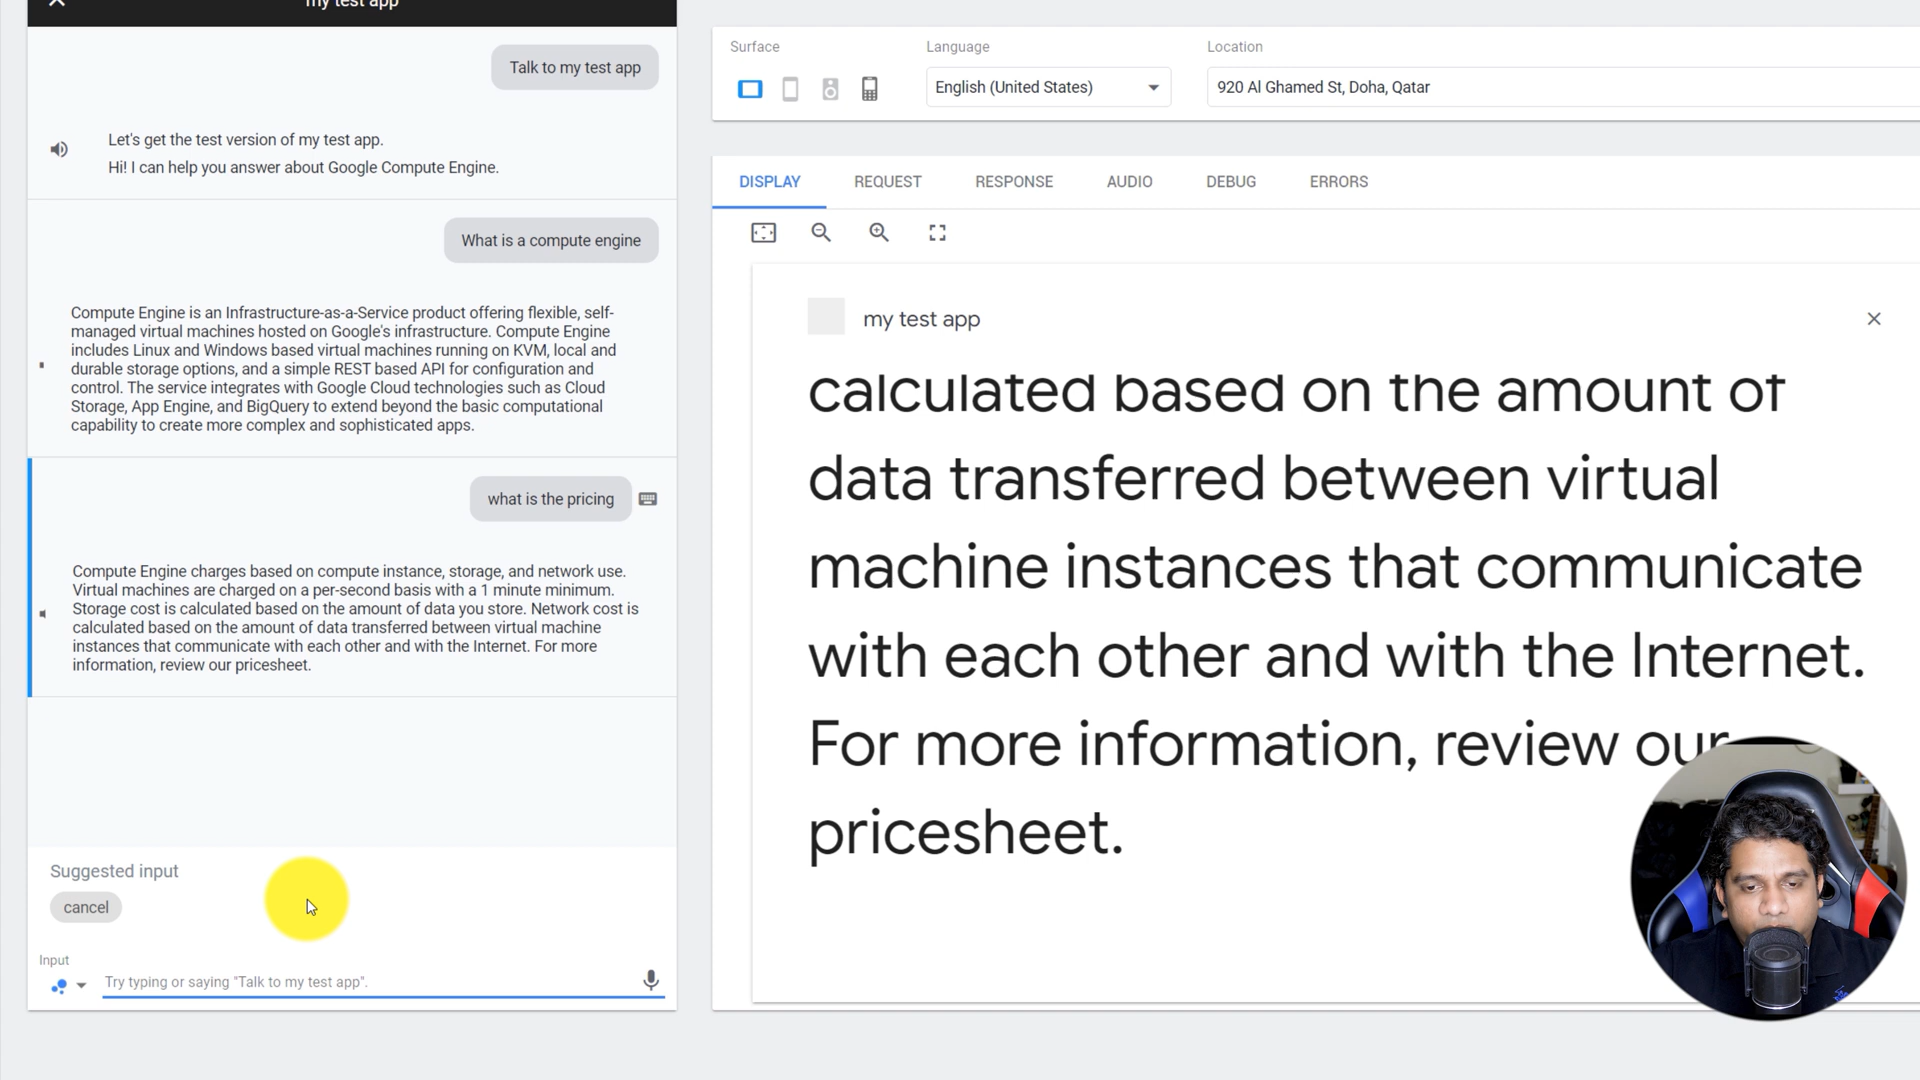 my test app
Talk to my test app
Let's get the test version of my test app.
Hi! I can help you answer about Google Compute Engine.
What is a compute engine
Compute Engine is an Infrastructure-as-a-Service product offering flexible, self-
managed virtual machines hosted on Google's infrastructure. Compute Engine
includes Linux and Windows based virtual machines running on KVM, local and
durable storage options, and a simple REST based API for configuration and
control. The service integrates with Google Cloud technologies such as Cloud
Storage, App Engine, and BigQuery to extend beyond the basic computational
capability to create more complex and sophisticated apps.
what is the pricing
Compute Engine charges based on compute instance, storage, and network use.
Virtual machines are charged on a per-second basis with a 1 minute minimum.
Storage cost is calculated based on the amount of data you store. Network cost is
calculated based on the amount of data transferred between virtual machine
instances that communicate with each other and with the Internet. For more
information, review our pricesheet.
Suggested input
cancel
Input
Try typing or saying "Talk to my test app".
Surface
Language
Location
English (United States)
920 Al Ghamed St, Doha, Qatar
DISPLAY
REQUEST
RESPONSE
AUDIO
DEBUG
ERRORS
my test app
calculated based on the amount of
data transferred between virtual
machine instances that communicate
with each other and with the Internet.
For more information, review our
pricesheet.